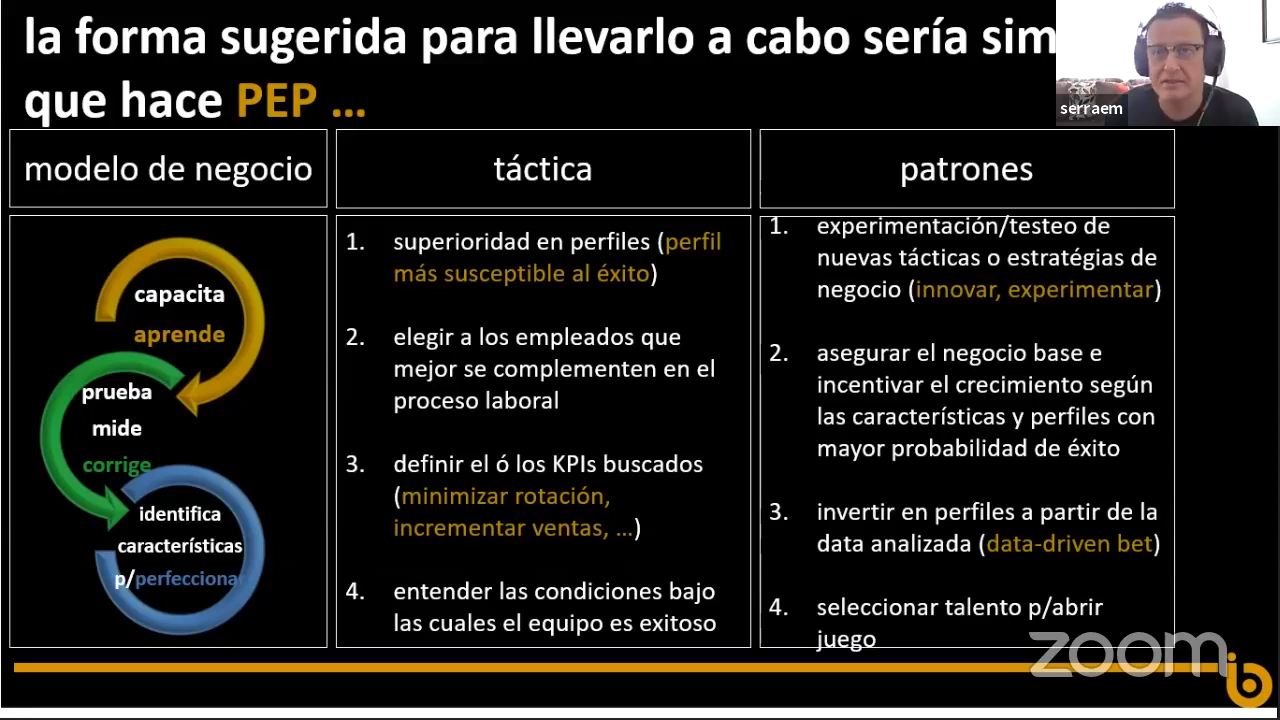 la forma sugerida para llevarlo a cabo sería sim
que hace PEP ...
serraem
modelo de negocio
táctica
patrones
capacita
aprende
prueba
mide
corrige
identifica
características
p/perfecciona
1. superioridad en perfiles (perfil
más susceptible al éxito)
2. elegir a los empleados que
mejor se complementen en el
proceso laboral
3. definir el ó los KPIs buscados
(minimizar rotación,
incrementar ventas, ...)
4. entender las condiciones bajo
las cuales el equipo es exitoso
1. experimentación/testeo de
nuevas tácticas o estratégias de
negocio (innovar, experimentar)
2. asegurar el negocio base e
incentivar el crecimiento según
las características y perfiles con
mayor probabilidad de éxito
3. invertir en perfiles a partir de la
data analizada (data-driven bet)
4. seleccionar talento p/abrir
juego
zoom
ib